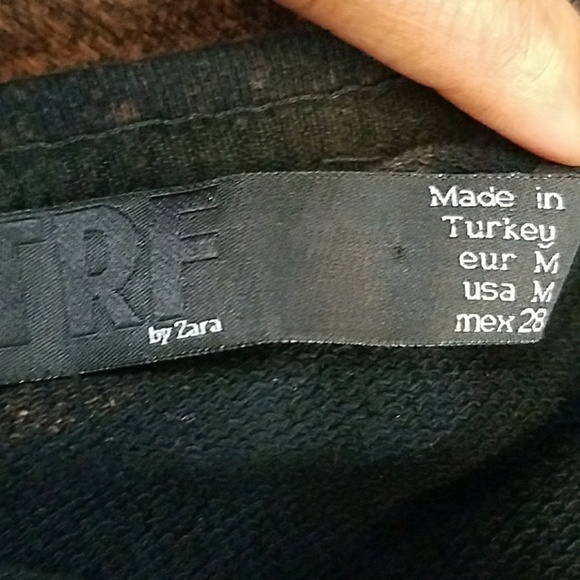 TRF
by Zara
Made in
Turkey
eur M
usa M
mex 28